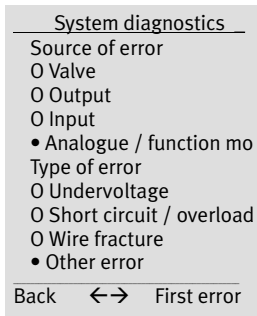 System diagnostics
Source of error
O Valve
O Output
O Input
• Analogue / function mo
Type of error
O Undervoltage
O Short circuit / overload
O Wire fracture
• Other error
Back ←→ First error